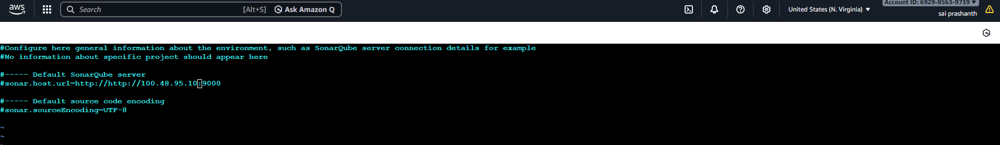 aws Search [Alt+S] Ask Amazon Q United States (N. Virginia) Account ID: 6929-8563-9739
sai prashanth
#Configure here general information about the environment, such as SonarQube server connection details for example
#No information about specific project should appear here
#----- Default SonarQube server
#sonar.host.url=http://http://100.48.95.10:9000
#----- Default source code encoding
#sonar.sourceEncoding=UTF-8
~
~